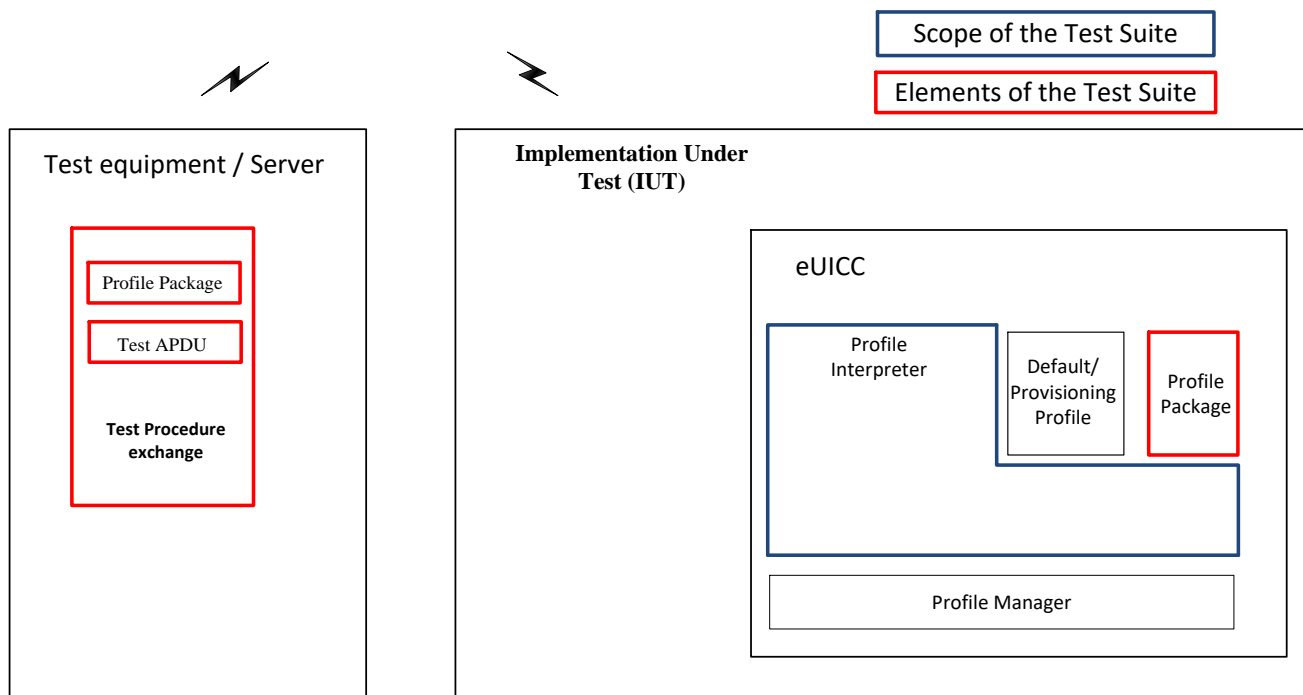 Scope of the Test Suite
Elements of the Test Suite
Test equipment / Server
Profile Package
Test APDU
Test Procedure
exchange
Implementation Under
Test (IUT)
eUICC
Profile
Interpreter
Default/
Provisioning
Profile
Profile
Package
Profile Manager